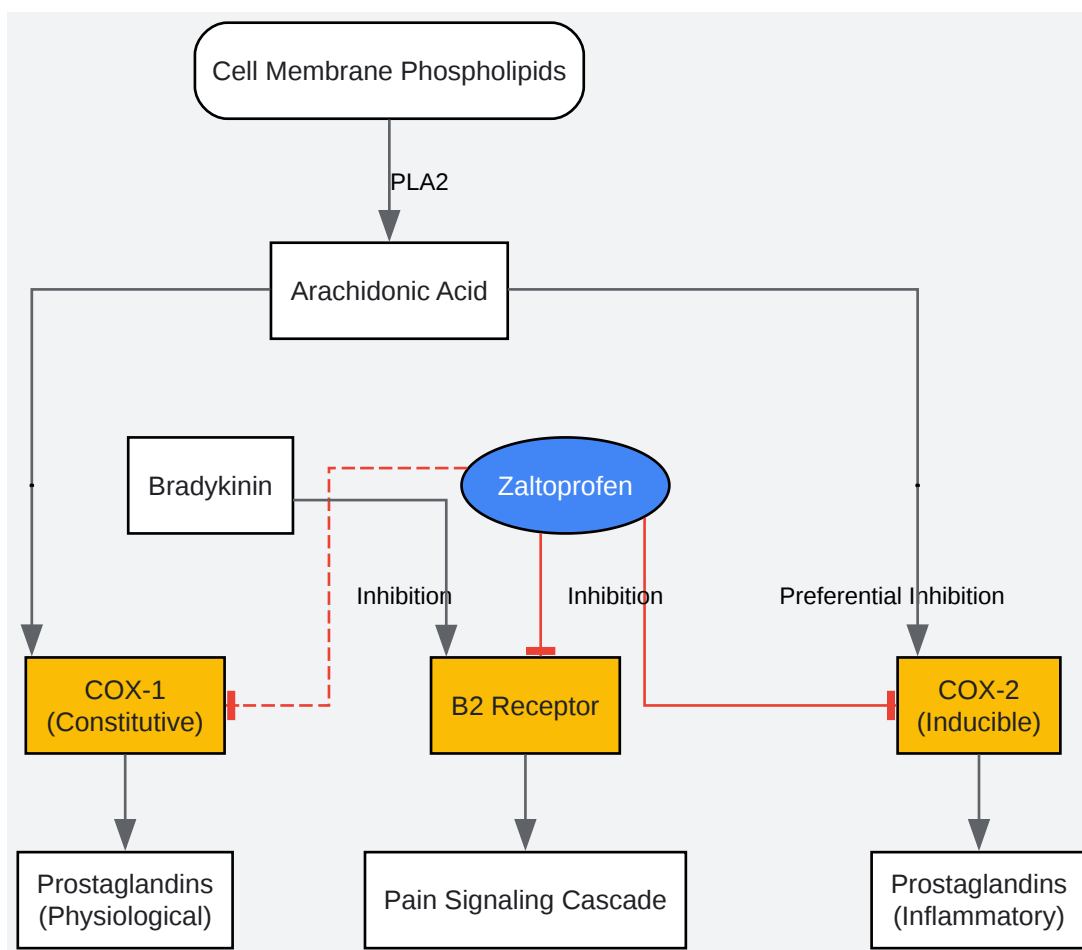 Cell Membrane Phospholipids
PLA2
Arachidonic Acid
Bradykinin
Zaltoprofen
Inhibition
Inhibition
Preferential Inhibition
COX-1
(Constitutive)
B2 Receptor
COX-2
(Inducible)
Prostaglandins
(Physiological)
Pain Signaling Cascade
Prostaglandins
(Inflammatory)